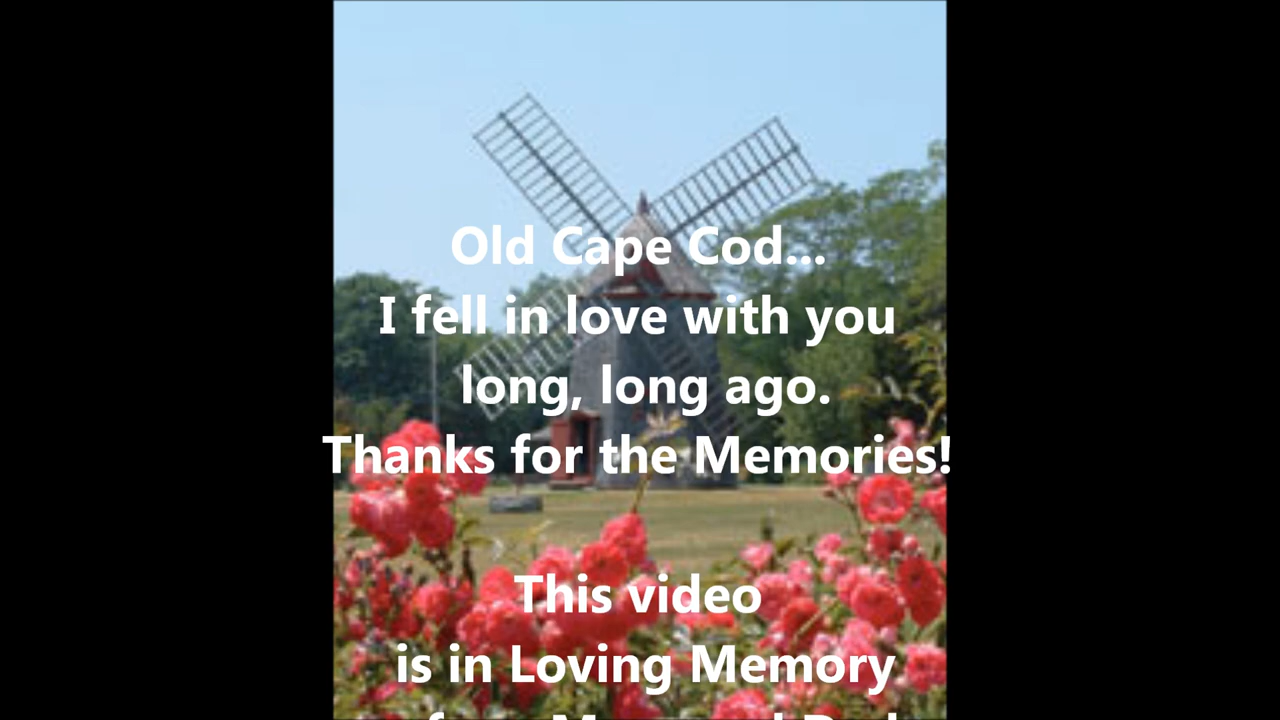 Old Cape Cod...
I fell in love with you
long, long ago.
Thanks for the Memories!
This video
is in Loving Memory